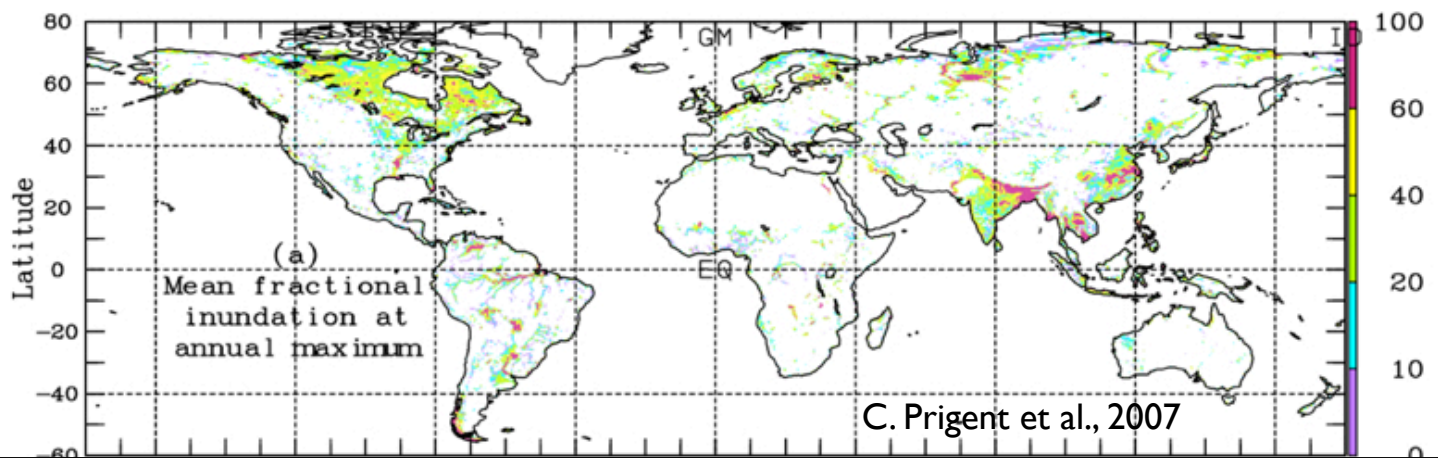 80
60
40
20
0
−20
−40
−60
Latitude
GM
EQ
(a)
Mean fractional
inundation at
annual maximum
C. Prigent et al., 2007
100
60
40
20
10
0